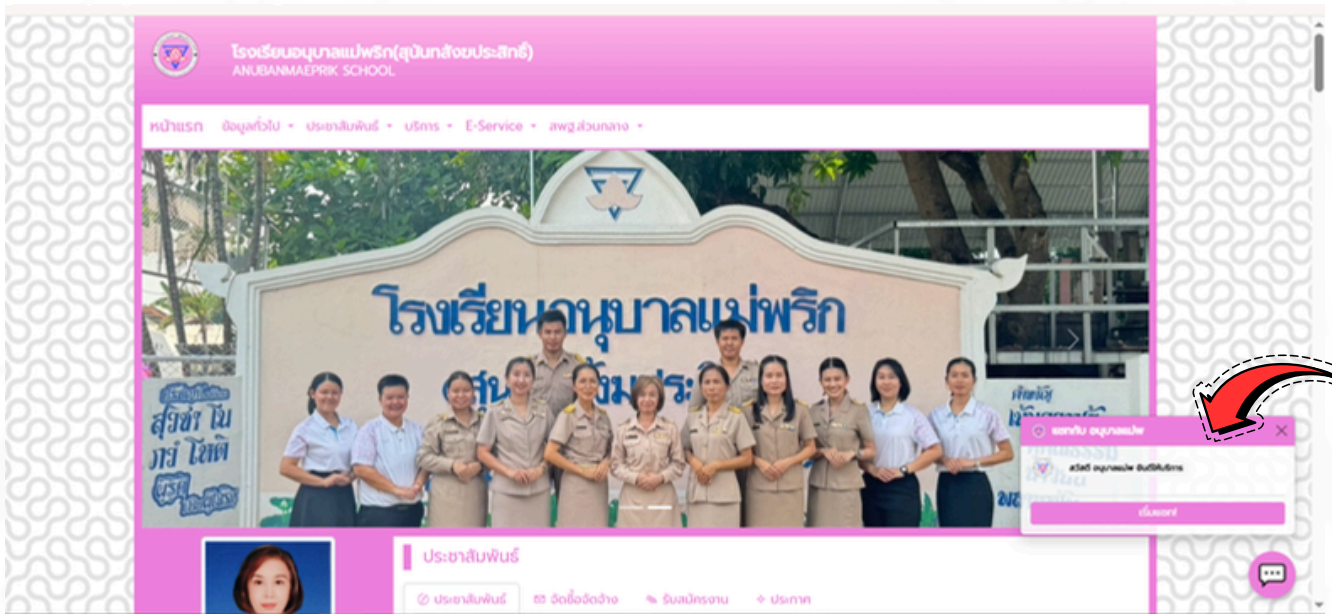 โรงเรียนอนุบาลแม่พริก(สุนันทสังฆประสิทธิ์)
ANUBANMAEPRIK SCHOOL
หน้าแรก ข้อมูลทั่วไป ประชาสัมพันธ์ บริการ E-Service สพฐ.ส่วนกลาง
โรงเรียนอนุบาลแม่พริก
แชทกับ อนุบาลแม่พ
สวัสดี อนุบาลแม่พ ยินดีให้บริการ
เริ่มแชท!
ประชาสัมพันธ์
ประชาสัมพันธ์ จัดซื้อจัดจ้าง รับสมัครงาน ประกาศ